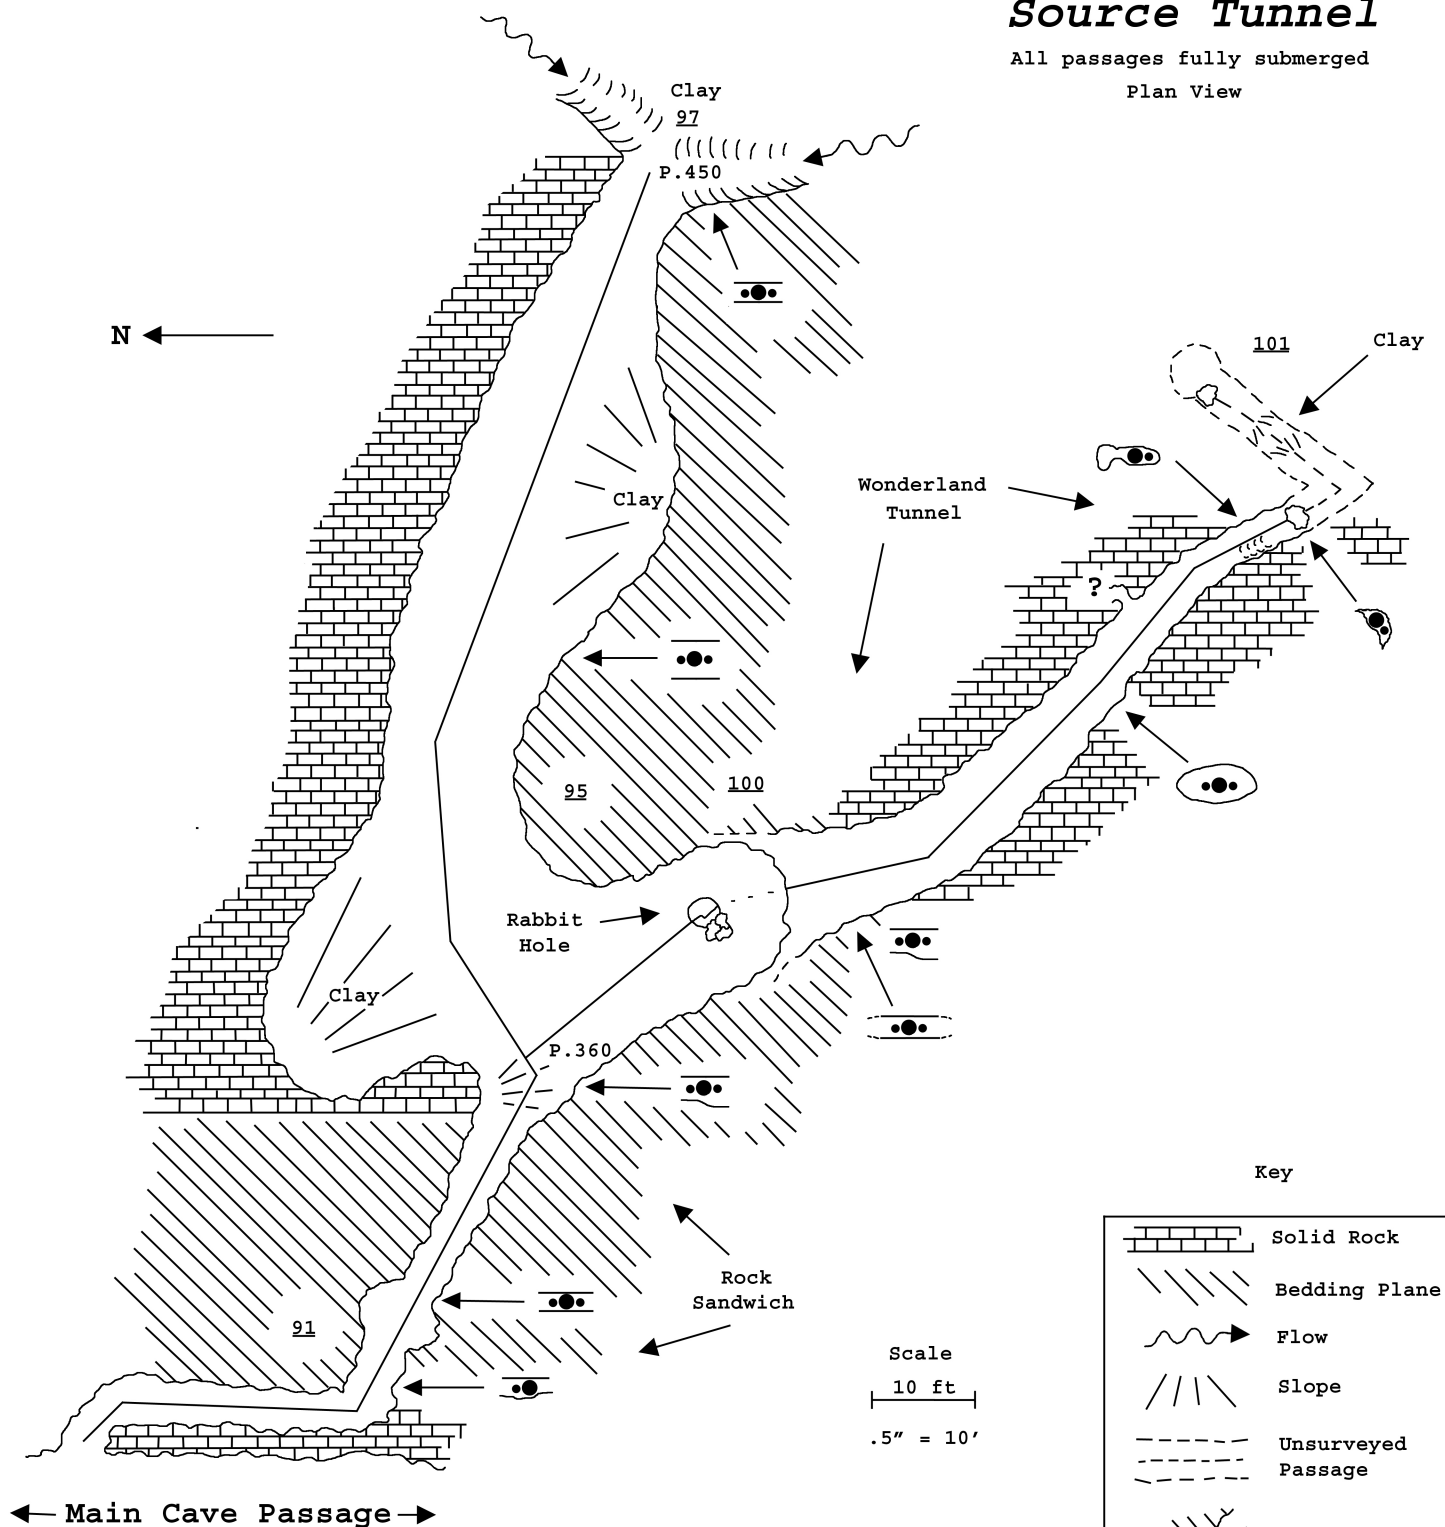 Source Tunnel
All passages fully submerged
Plan View
Clay
97
P.450
N
101
Clay
Wonderland
Tunnel
Clay
?
95
100
Rabbit
Hole
Clay
P.360
Key
Solid Rock
Bedding Plane
Flow
Slope
Unsurveyed
Passage
Rock
Sandwich
91
Scale
10 ft
.5” = 10’
Main Cave Passage